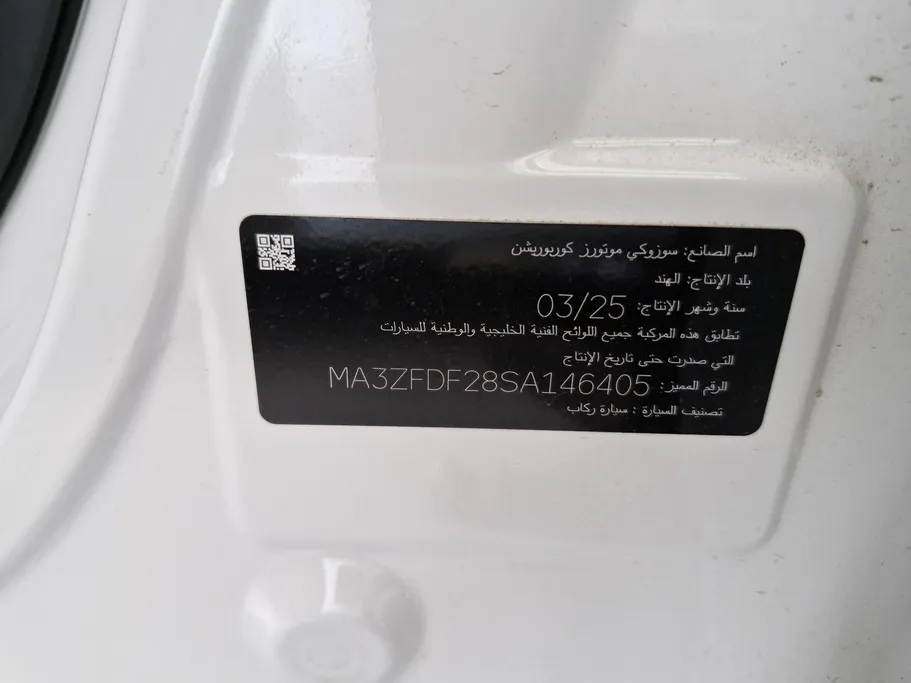 اسم الصانع: سوزوكي موتورز كوربوريشن
بلد الإنتاج: الهند
سنة وشهر الإنتاج: 03/25
تطابق هذه المركبة جميع اللوائح الفنية الخليجية والوطنية للسيارات
التي صدرت حتى تاريخ الإنتاج
الرقم المميز: MA3ZFDF28SA146405
تصنيف السيارة : سيارة ركاب